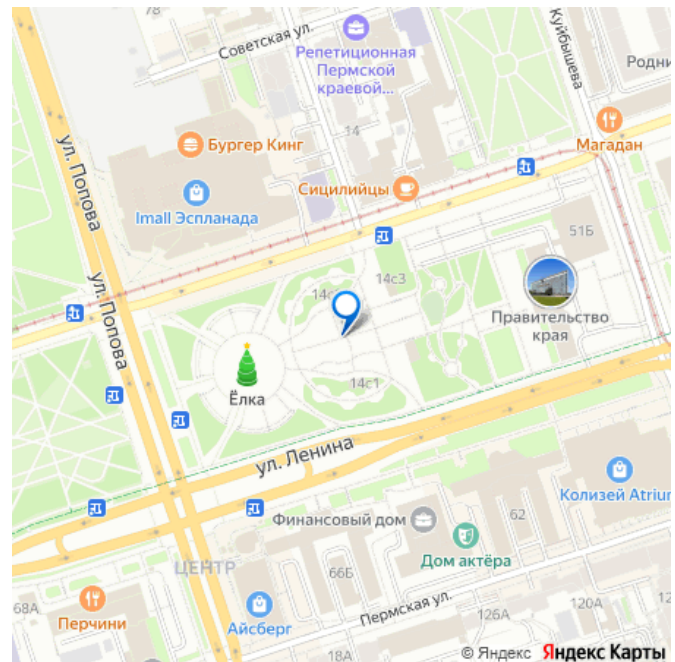 78
Советская ул.
Репетиционная
Пермской
краевой...
Куйбышева
Родни
ул. Попова
Бургер Кинг
14
Магадан
Imall Эспланада
Сицилийцы
51Б
ул. Попова
14с3
Правительство
края
Ёлка
14с1
ул. Ленина
Колизей Atriu
Финансовый дом
62
Дом актёра
ЦЕНТР
66Б
68А
Перчини
Айсберг
Пермская ул.
126А
120А
18А
© Яндекс Яндекс Карты